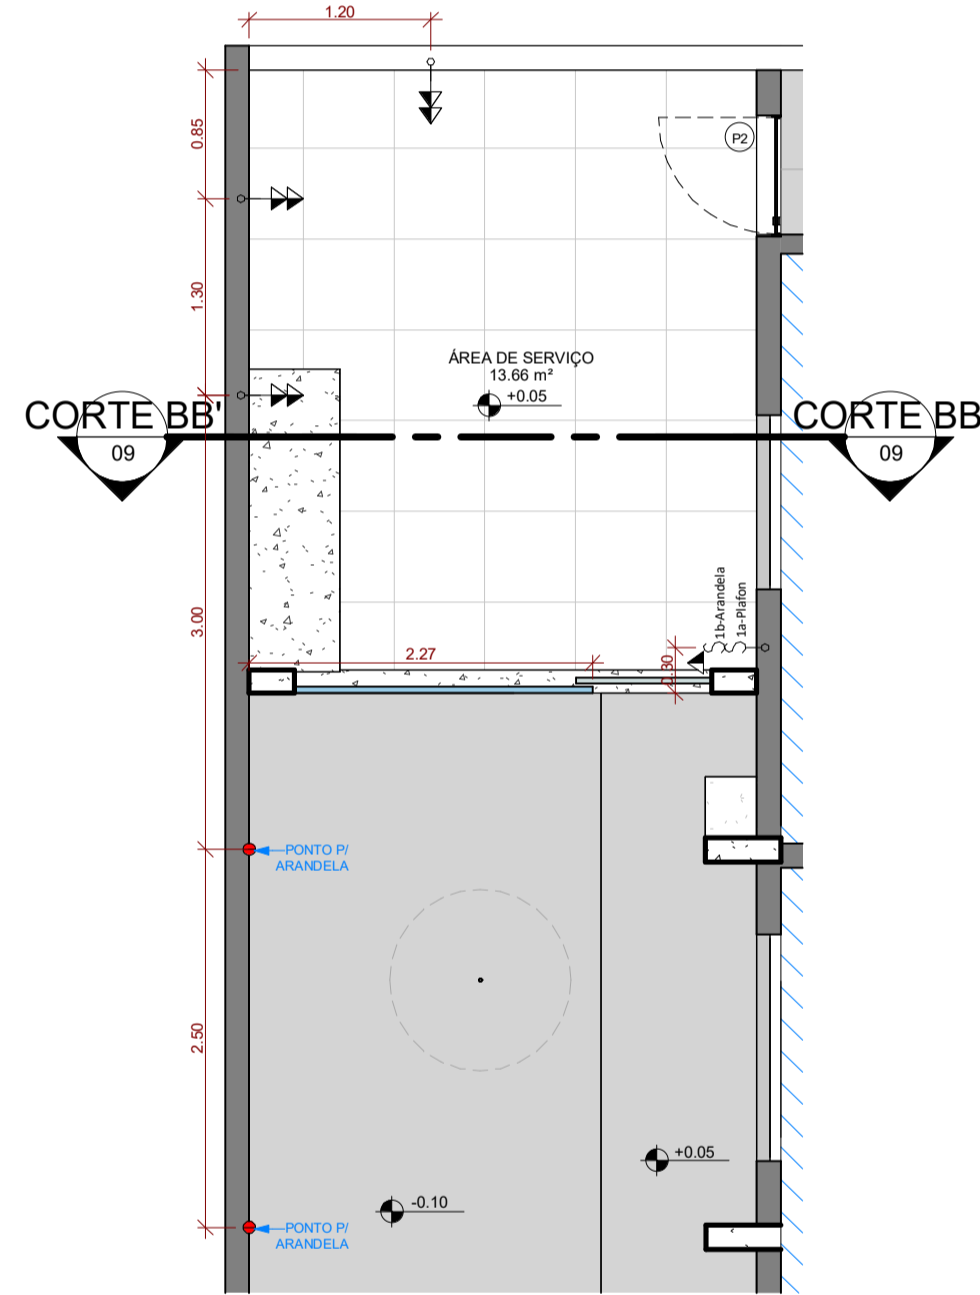 1.20
0.85
P2
1.30
ÁREA DE SERVIÇO
13.66 m²
+0.05
CORTE BB'
09
CORTE BB
09
3.00
1b-Arandela
1a-Plafon
2.27
PONTO P/
ARANDELA
2.50
+0.05
-0.10
PONTO P/
ARANDELA